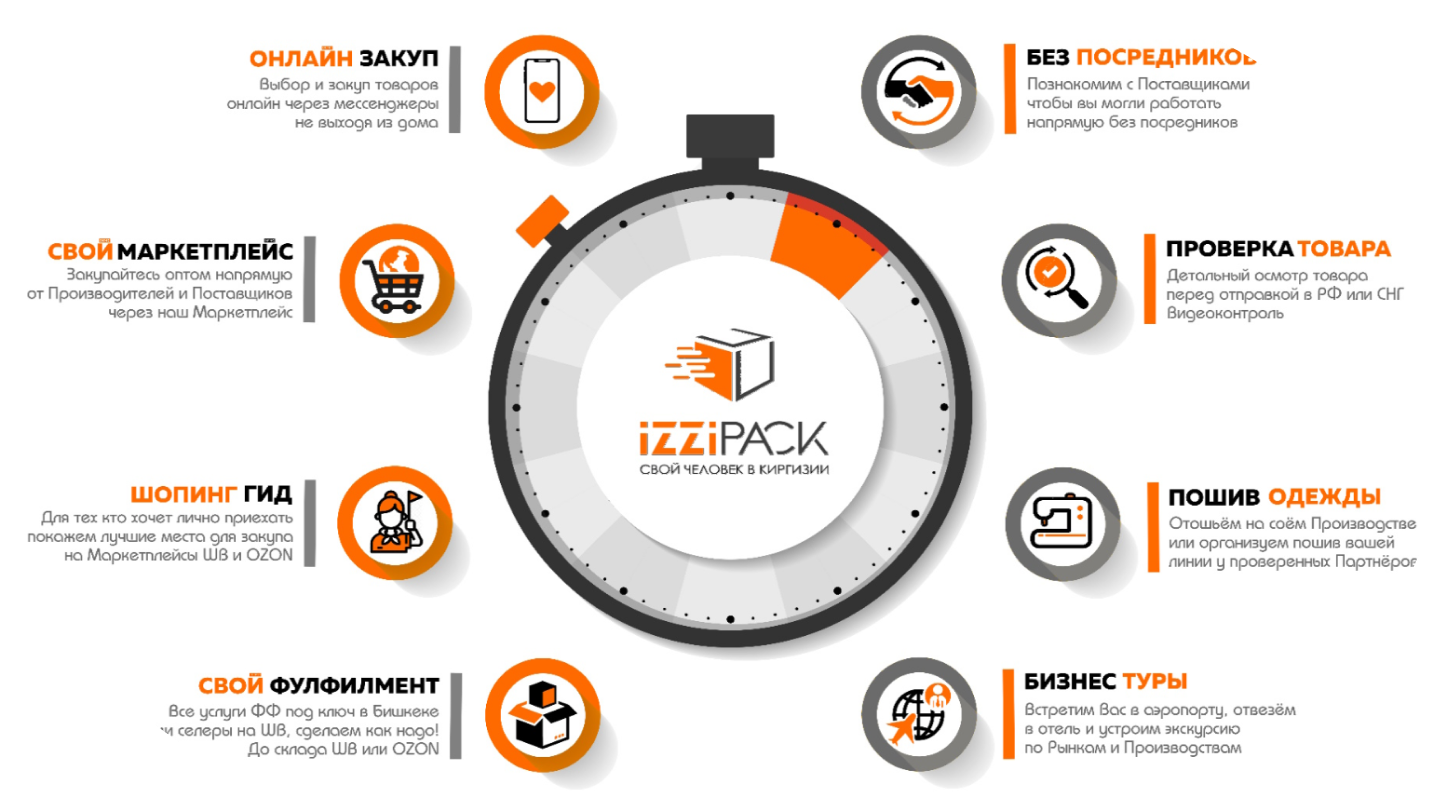 ОНЛАЙН ЗАКУП
Выбор и закуп товаров
онлайн через мессенджеры
не выходя из дома
БЕЗ ПОСРЕДНИКОВ
Познакомим с Поставщиками
чтобы вы могли работать
напрямую без посредников
СВОЙ МАРКЕТПЛЕЙС
Закупайтесь оптом напрямую
от Производителей и Поставщиков
через наш Маркетплейс
ПРОВЕРКА ТОВАРА
Детальный осмотр товара
перед отправкой в РФ или СНГ
Видеоконтроль
iZZiPACK
СВОЙ ЧЕЛОВЕК В КИРГИЗИИ
ШОПИНГ ГИД
Для тех кто хочет лично приехать
покажем лучшие места для закупа
на Маркетплейсы WB и OZON
ПОШИВ ОДЕЖДЫ
Отошьём на соём Производстве
или организуем пошив вашей
линии у проверенных Партнёров
СВОЙ ФУЛФИЛМЕНТ
Все услуги ФФ под ключ в Бишкеке
селеры на WB, сделаем как надо!
До склада WB или OZON
БИЗНЕС ТУРЫ
Встретим Вас в аэропорту, отвезём
в отель и устроим экскурсию
по Рынкам и Производствам